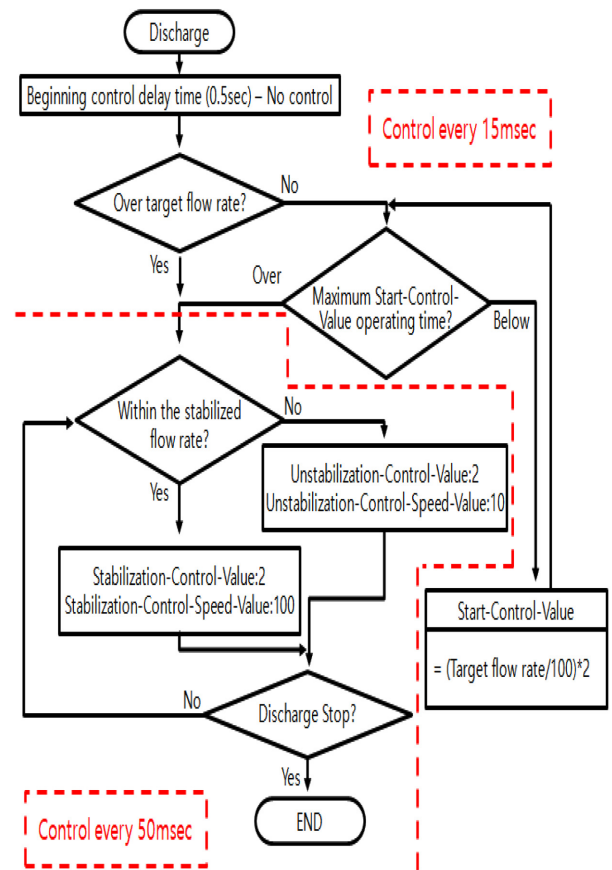 Discharge
Beginning control delay time (0.5sec) – No control
Control every 15msec
Over target flow rate?
No
Yes
Over
Maximum Start-Control-
Value operating time?
Below
Within the stabilized
flow rate?
No
Yes
Unstabilization-Control-Value:2
Unstabilization-Control-Speed-Value:10
Stabilization-Control-Value:2
Stabilization-Control-Speed-Value:100
Start-Control-Value
= (Target flow rate/100)*2
No
Discharge Stop?
Yes
END
Control every 50msec